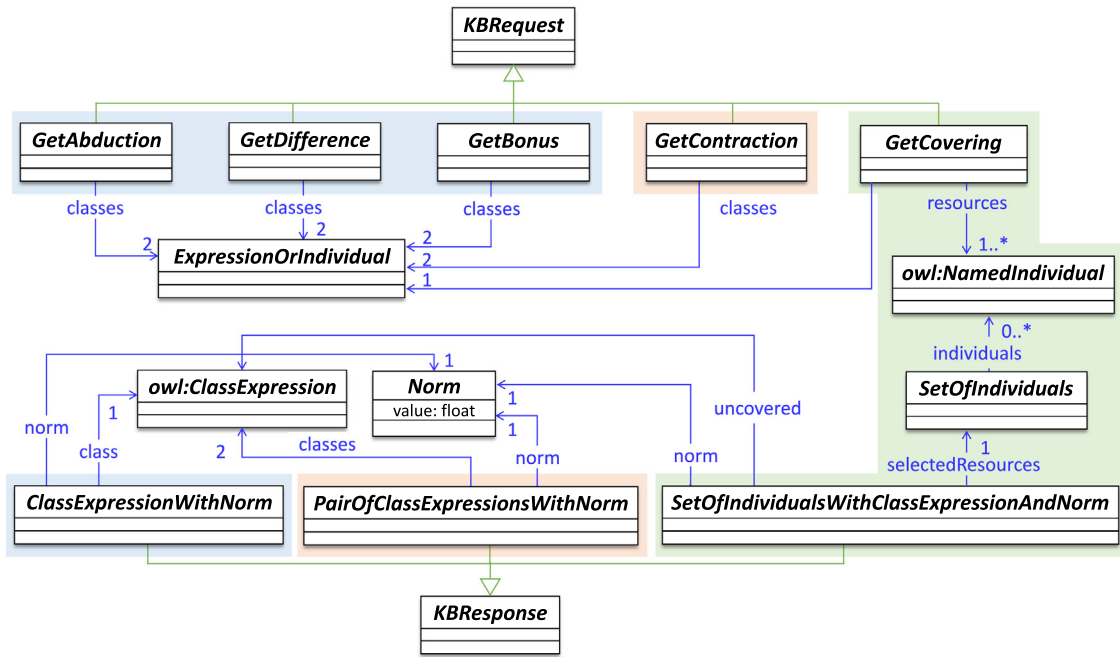 KBRequest
GetAbduction
GetDifference
GetBonus
GetContraction
GetCovering
classes
classes
classes
classes
resources
2
2
2
2
1
1..*
ExpressionOrIndividual
owl:NamedIndividual
0..*
individuals
1
owl:ClassExpression
Norm
value: float
SetOfIndividuals
1
1
1
uncovered
norm
class
2
classes
norm
norm
1
selectedResources
ClassExpressionWithNorm
PairOfClassExpressionsWithNorm
SetOfIndividualsWithClassExpressionAndNorm
KBResponse